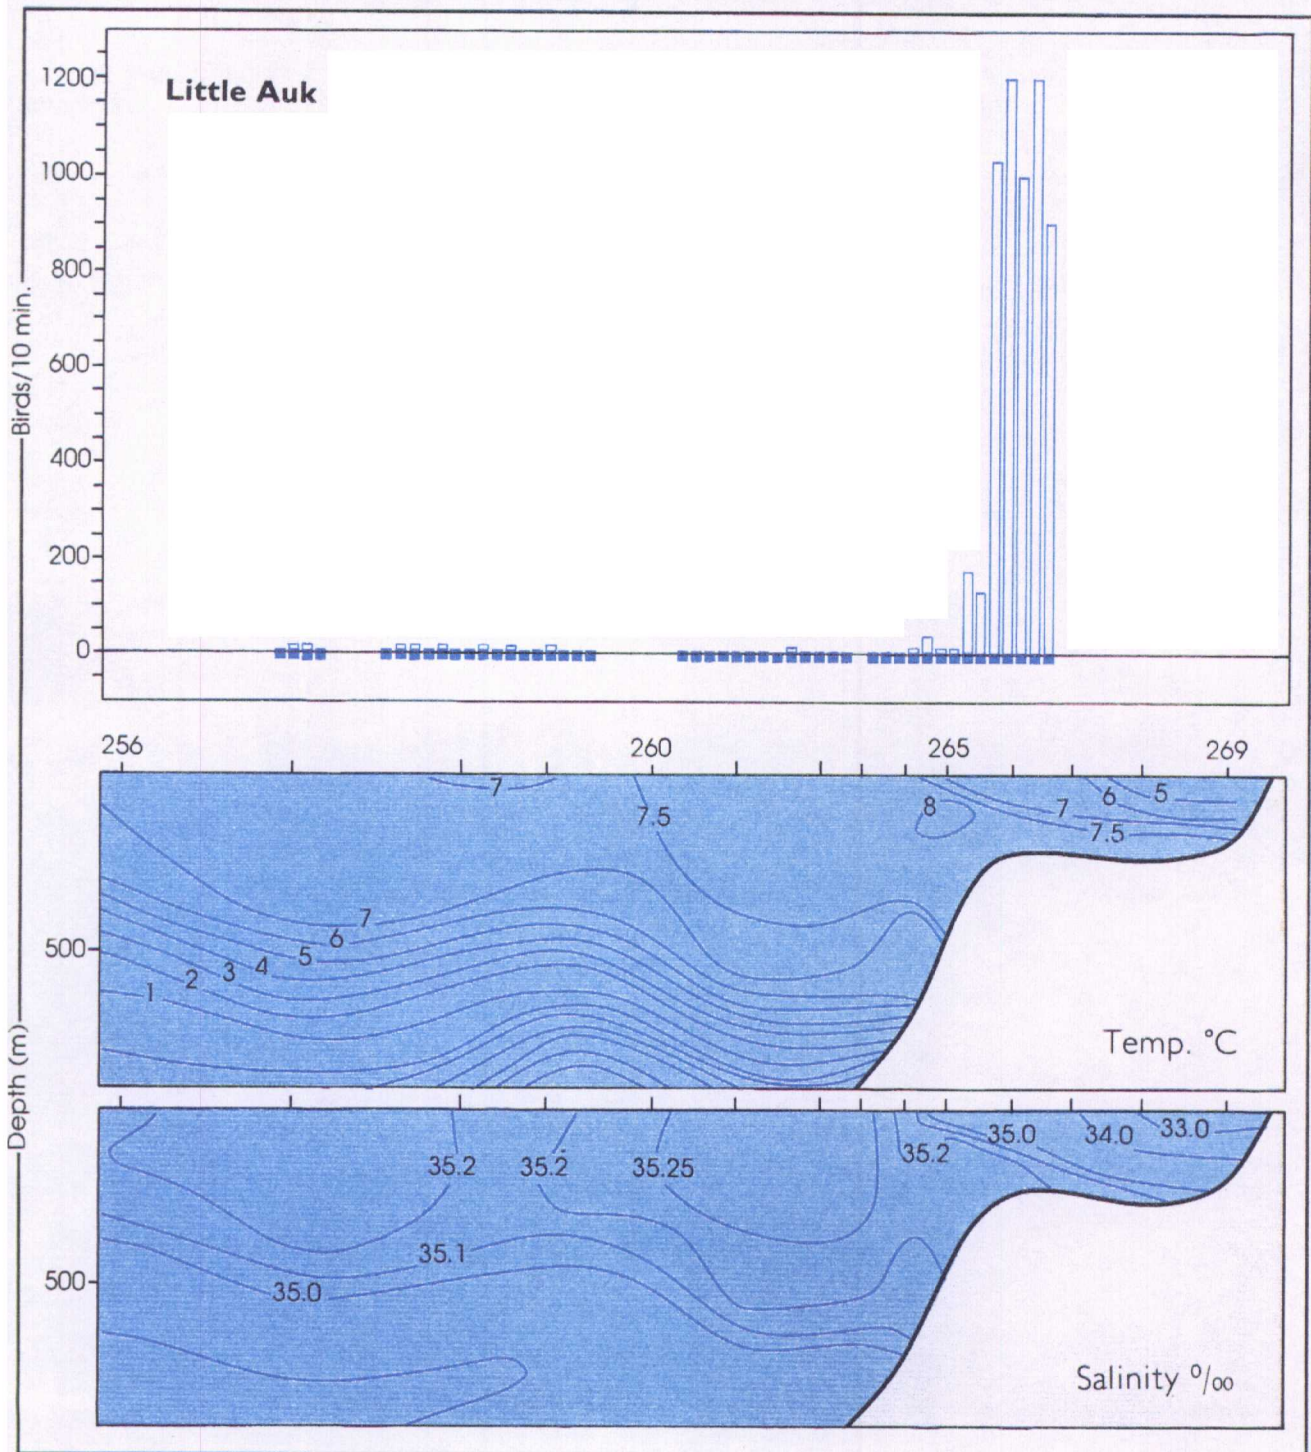 Little Auk
1200
1000
800
600
400
200
0
Birds/10 min.
256 260 265 269
7 7.5 8 7 6 5
7.5
7
6
5
4
3
2
1
500
Temp. °C
Depth (m)
35.2 35.2 35.25 35.2 35.0 34.0 33.0
35.1
35.0
500
Salinity ⁰/₀₀